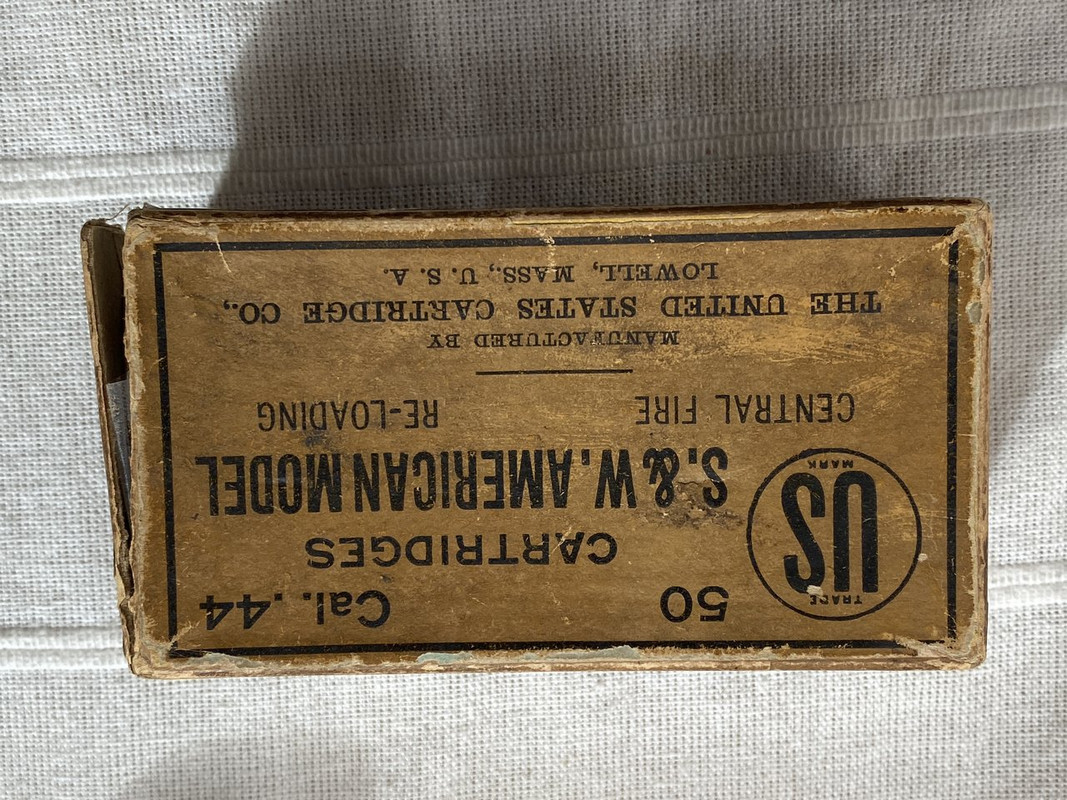 50 Cal. .44
CARTRIDGES
TRADE
US
MARK
S. & W. AMERICAN MODEL
CENTRAL FIRE RE-LOADING
MANUFACTURED BY
THE UNITED STATES CARTRIDGE CO.,
LOWELL, MASS., U. S. A.